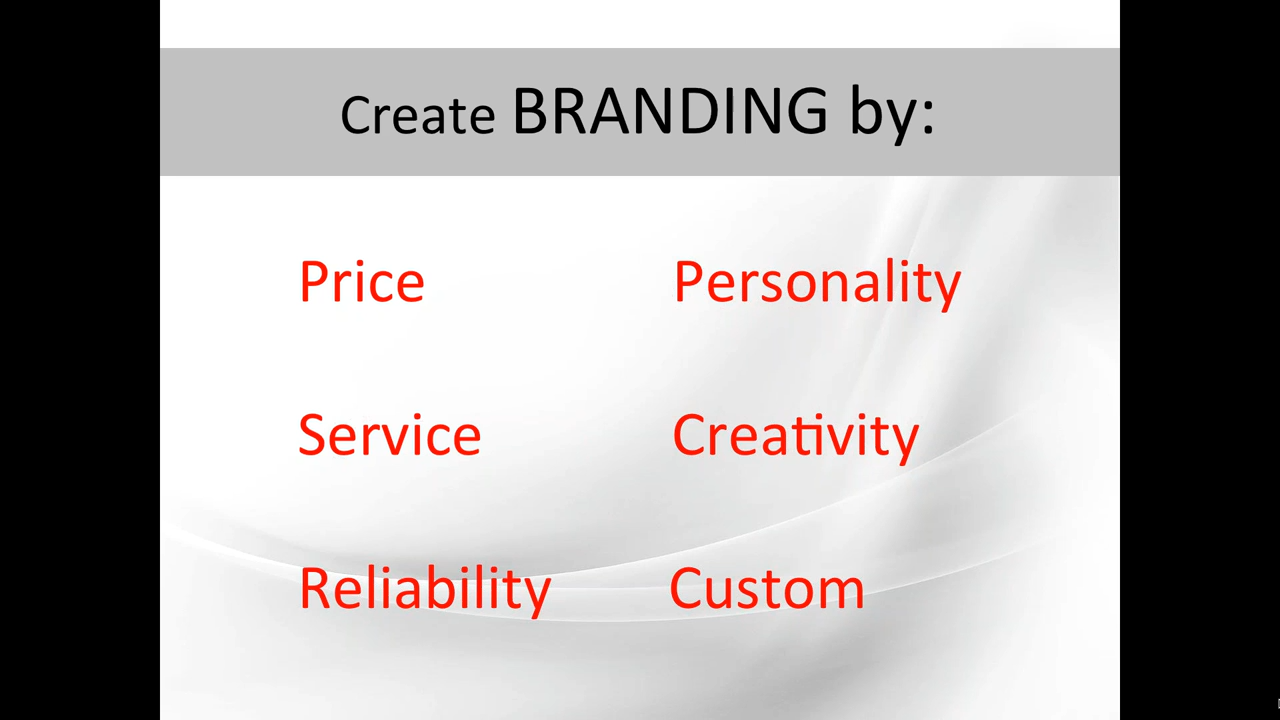 Create BRANDING by:
Price Personality
Service Creativity
Reliability Custom